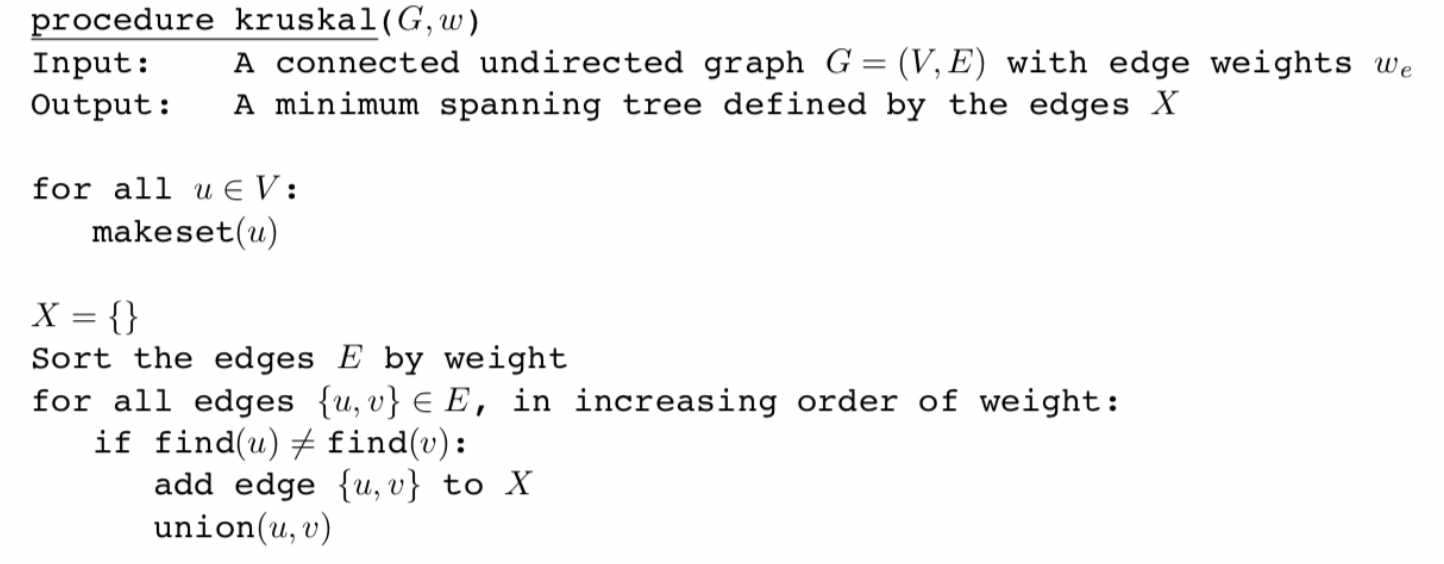 procedure kruskal(G, w)
Input: A connected undirected graph G = (V, E) with edge weights wₑ
Output: A minimum spanning tree defined by the edges X
for all u ∈ V:
makeset(u)
X = {}
Sort the edges E by weight
for all edges {u, v} ∈ E, in increasing order of weight:
if find(u) ≠ find(v):
add edge {u, v} to X
union(u, v)